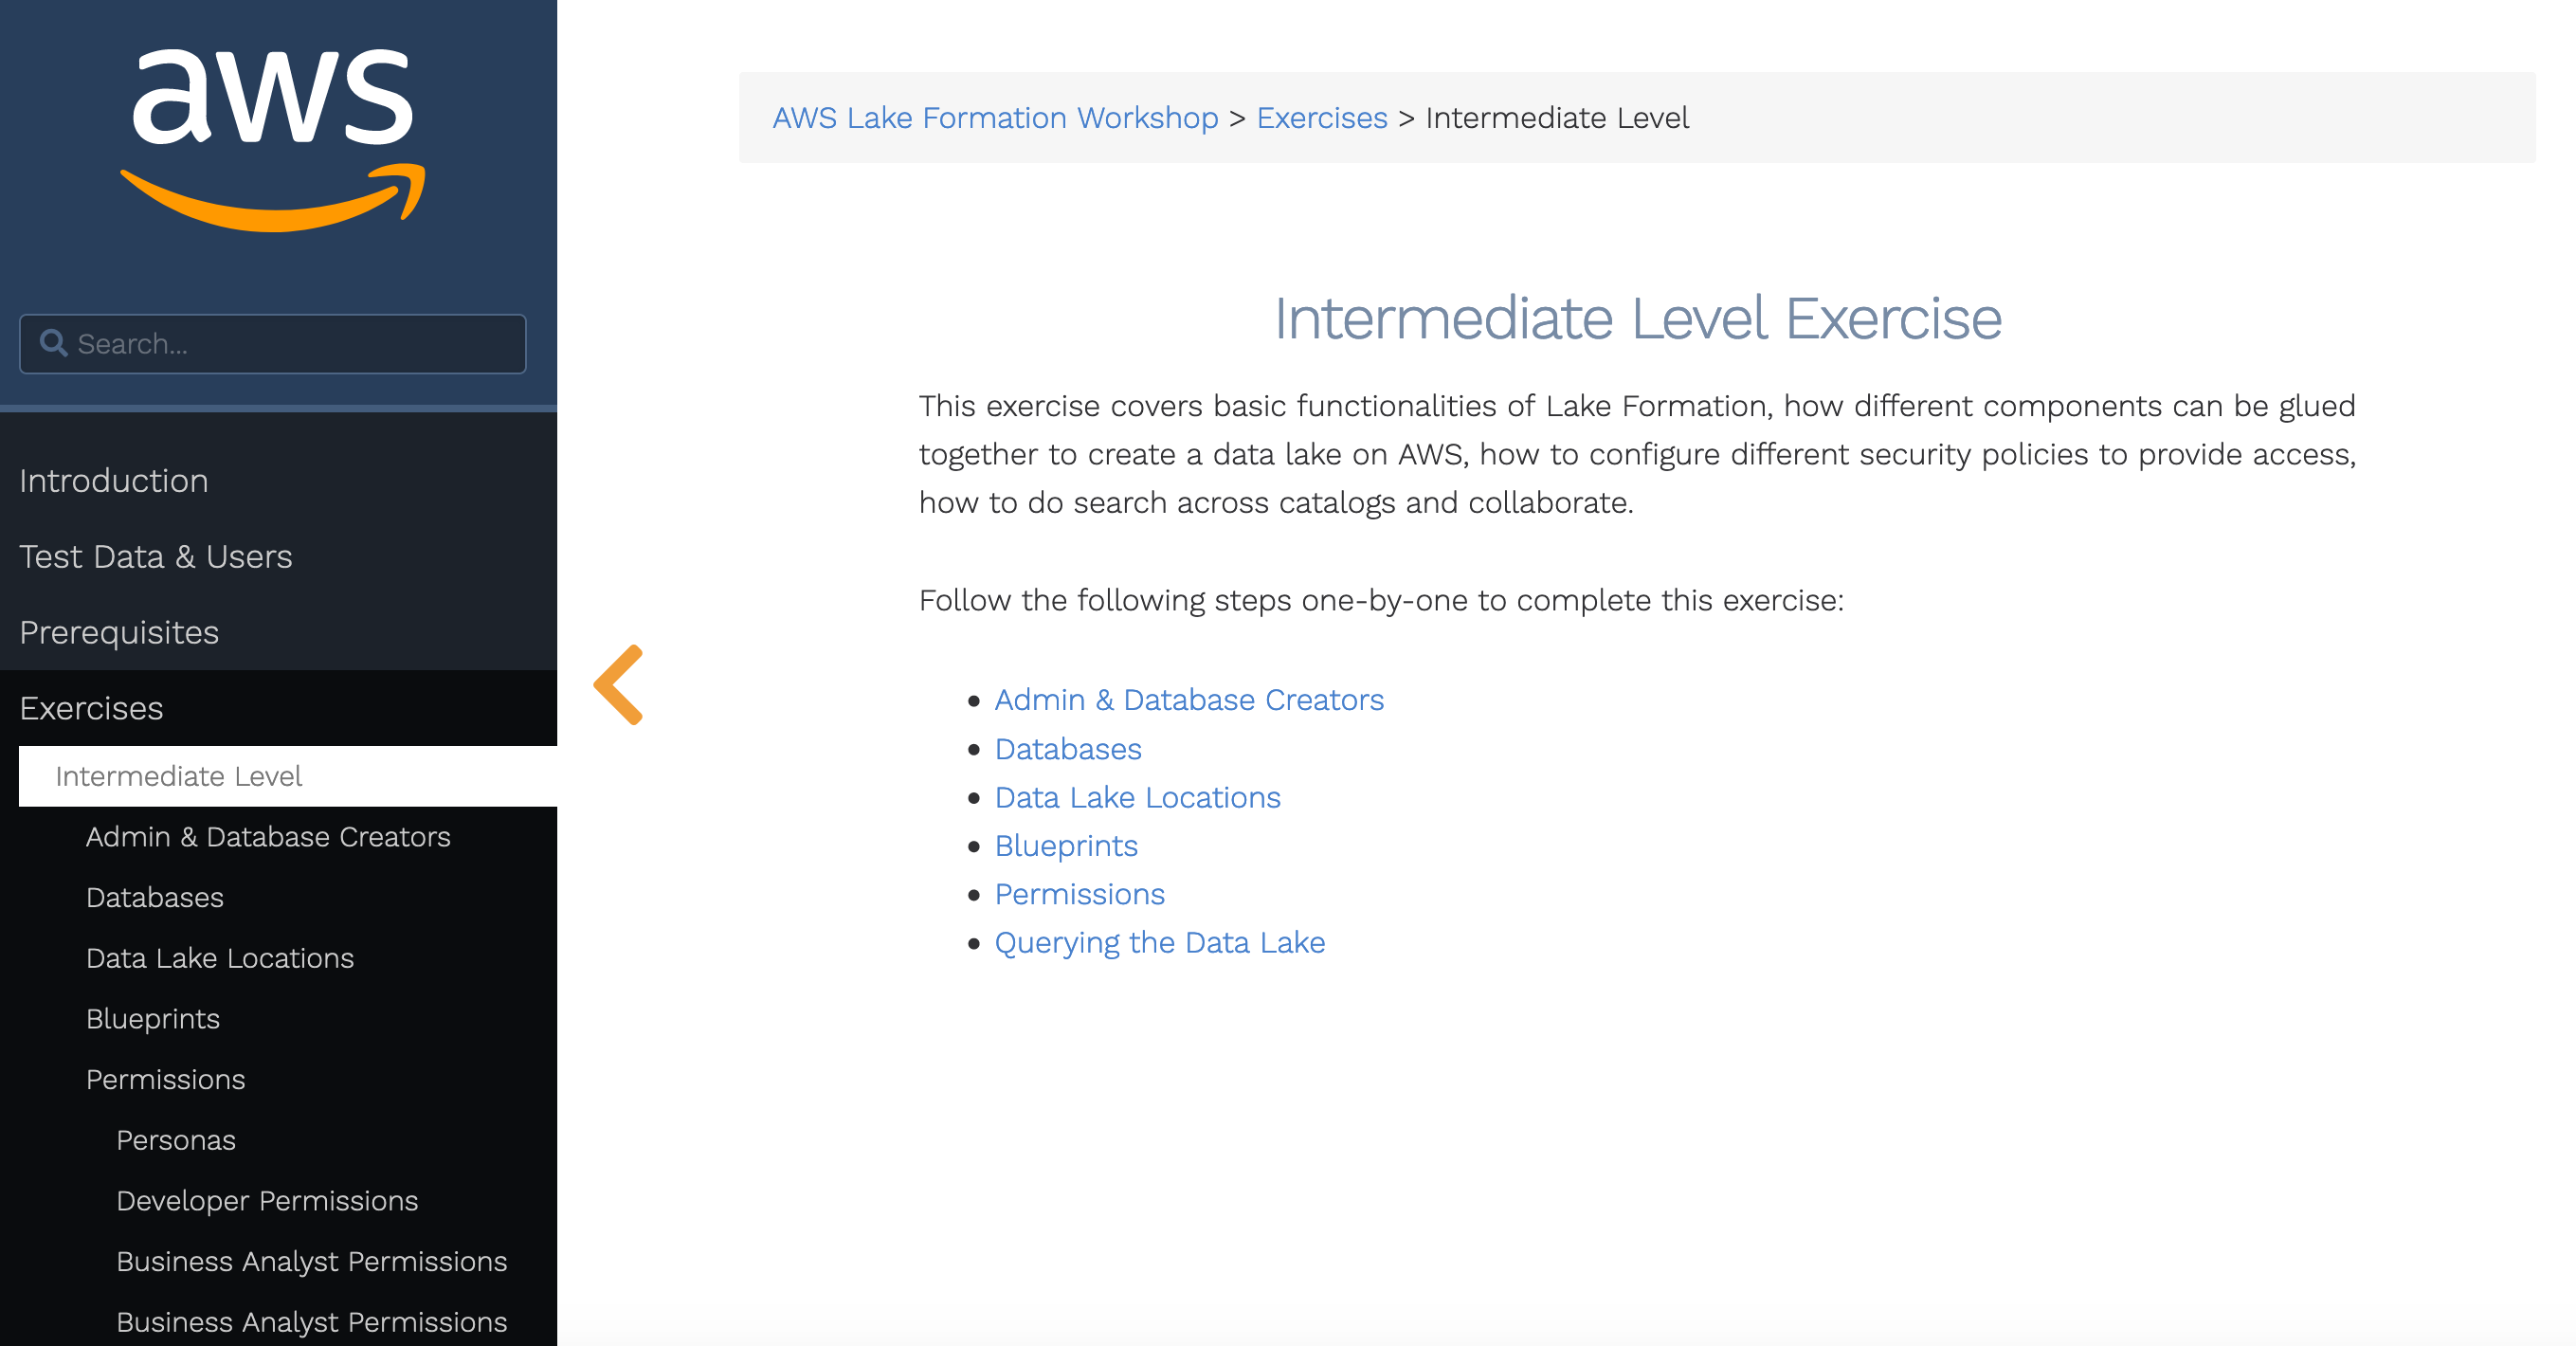 aws
Search...
Introduction
Test Data & Users
Prerequisites
Exercises
Intermediate Level
Admin & Database Creators
Databases
Data Lake Locations
Blueprints
Permissions
Personas
Developer Permissions
Business Analyst Permissions
Business Analyst Permissions
AWS Lake Formation Workshop > Exercises > Intermediate Level
Intermediate Level Exercise
This exercise covers basic functionalities of Lake Formation, how different components can be glued
together to create a data lake on AWS, how to configure different security policies to provide access,
how to do search across catalogs and collaborate.
Follow the following steps one-by-one to complete this exercise:
• Admin & Database Creators
• Databases
• Data Lake Locations
• Blueprints
• Permissions
• Querying the Data Lake